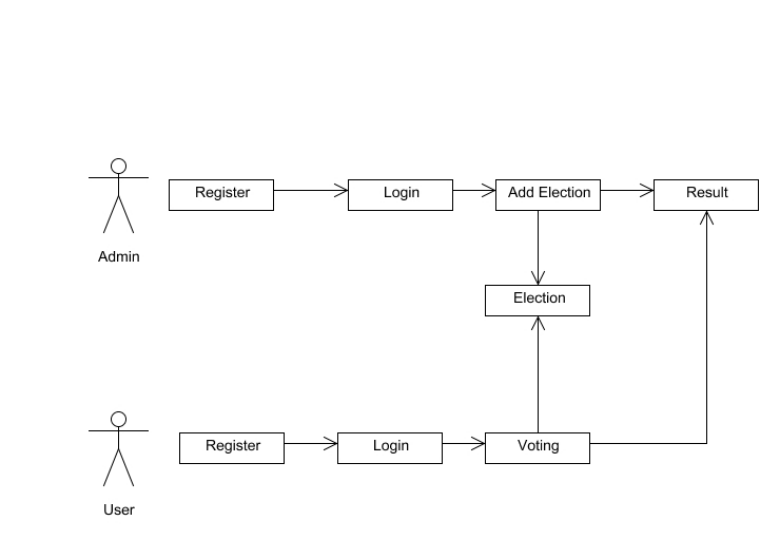 Register
Login
Add Election
Result
Admin
Election
Register
Login
Voting
User